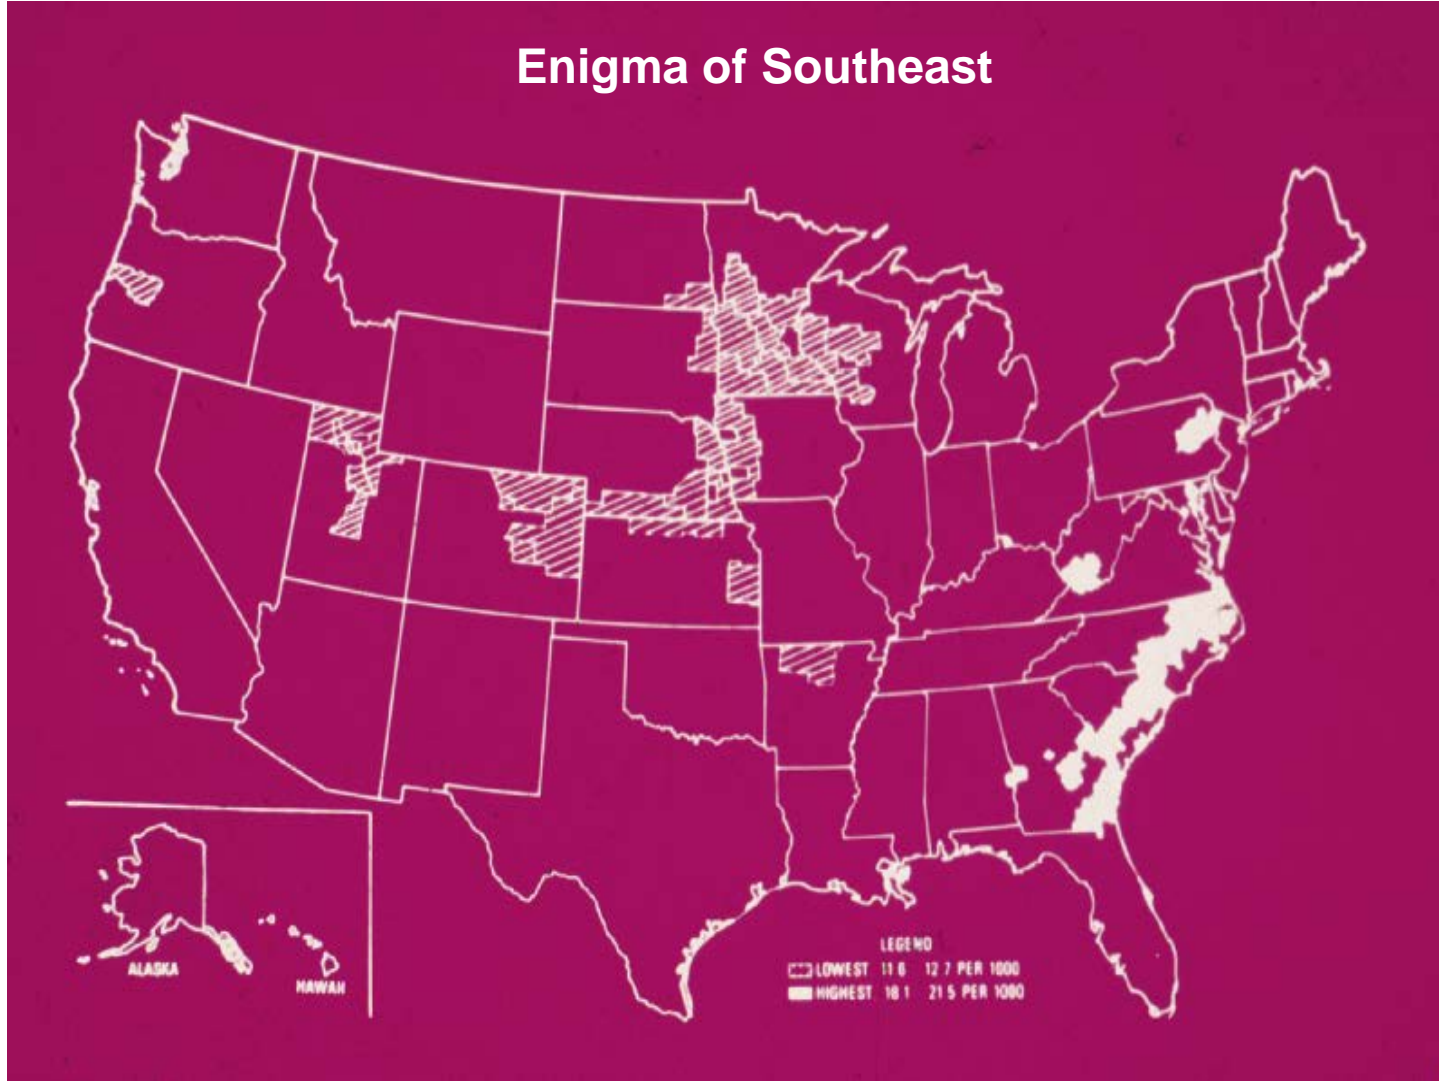 Enigma of Southeast
ALASKA
HAWAII
LEGEND
LOWEST 11 6 12 7 PER 1000
HIGHEST 18 1 21 5 PER 1000